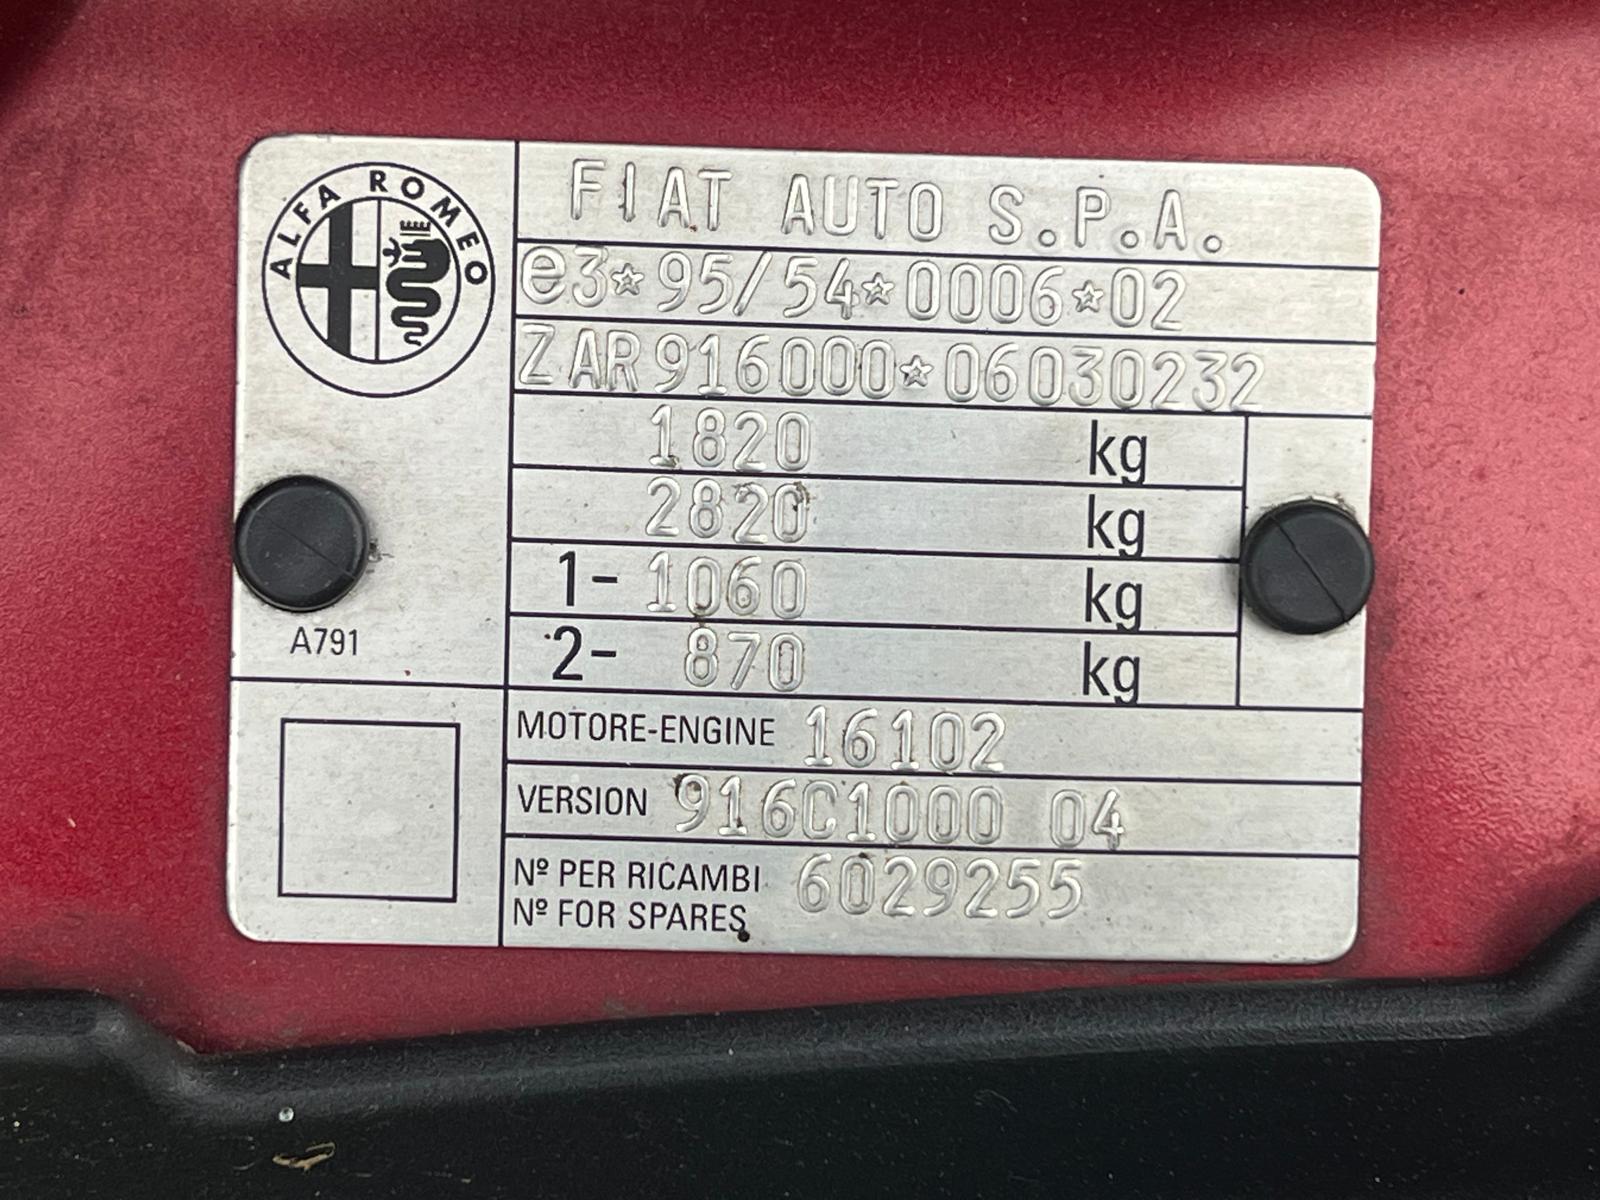 ALFA ROMEO
FIAT AUTO S.P.A.
e3*95/54*0006*02
ZAR916000*06030232
1820 kg
2820 kg
1- 1060 kg
2- 870 kg
A791
MOTORE-ENGINE 16102
VERSION 916C1000 04
Nº PER RICAMBI 6029255
Nº FOR SPARES